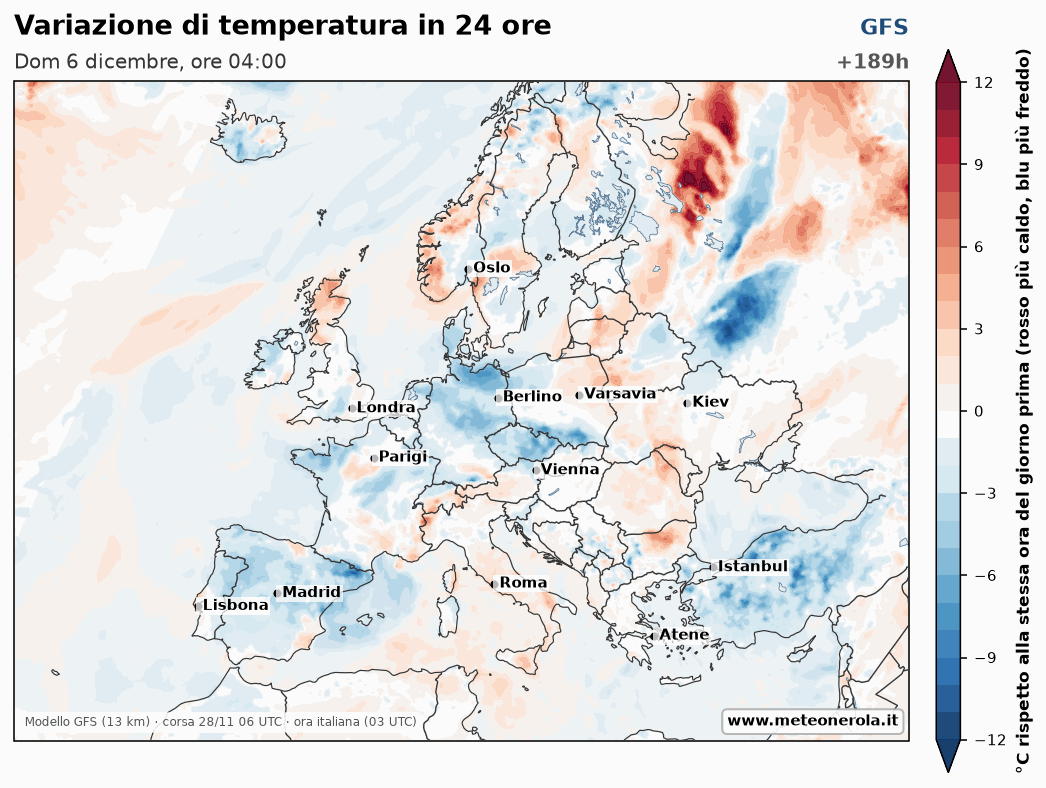 Variazione di temperatura in 24 ore
GFS
Dom 6 dicembre, ore 04:00
+189h
Oslo
Londra
Berlino
Varsavia
Kiev
Parigi
Vienna
Istanbul
Roma
Madrid
Lisbona
Atene
Modello GFS (13 km) · corsa 28/11 06 UTC · ora italiana (03 UTC)
www.meteonerola.it
12
9
6
3
0
−3
−6
−9
−12
°C rispetto alla stessa ora del giorno prima (rosso più caldo, blu più freddo)